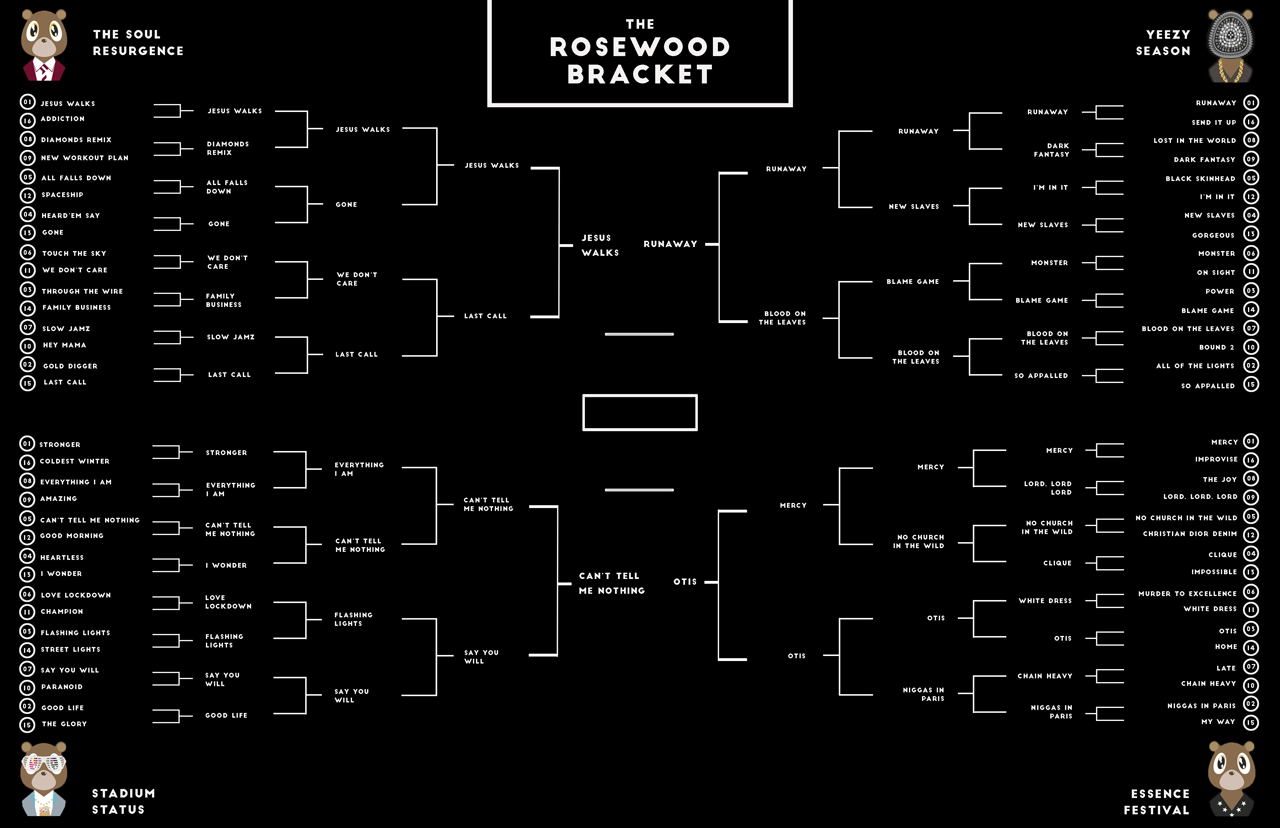 THE
ROSEWOOD
BRACKET
THE SOUL
RESURGENCE
01 JESUS WALKS
16 ADDICTION
08 DIAMONDS REMIX
09 NEW WORKOUT PLAN
05 ALL FALLS DOWN
12 SPACESHIP
04 HEARD'EM SAY
13 GONE
06 TOUCH THE SKY
11 WE DON'T CARE
03 THROUGH THE WIRE
14 FAMILY BUSINESS
07 SLOW JAMZ
10 HEY MAMA
02 GOLD DIGGER
15 LAST CALL
JESUS WALKS
DIAMONDS
REMIX
ALL FALLS
DOWN
GONE
WE DON'T
CARE
FAMILY
BUSINESS
SLOW JAMZ
LAST CALL
JESUS WALKS
GONE
WE DON'T
CARE
LAST CALL
JESUS WALKS
LAST CALL
JESUS
WALKS
YEEZY
SEASON
RUNAWAY 01
SEND IT UP 16
LOST IN THE WORLD 08
DARK FANTASY 09
BLACK SKINHEAD 05
I'M IN IT 12
NEW SLAVES 04
GORGEOUS 13
MONSTER 06
ON SIGHT 11
POWER 03
BLAME GAME 14
BLOOD ON THE LEAVES 07
BOUND 2 10
ALL OF THE LIGHTS 02
SO APPALLED 15
RUNAWAY
DARK
FANTASY
I'M IN IT
NEW SLAVES
MONSTER
BLAME GAME
BLOOD ON
THE LEAVES
SO APPALLED
RUNAWAY
NEW SLAVES
BLAME GAME
BLOOD ON
THE LEAVES
RUNAWAY
BLOOD ON
THE LEAVES
RUNAWAY
01 STRONGER
16 COLDEST WINTER
08 EVERYTHING I AM
09 AMAZING
05 CAN'T TELL ME NOTHING
12 GOOD MORNING
04 HEARTLESS
13 I WONDER
06 LOVE LOCKDOWN
11 CHAMPION
03 FLASHING LIGHTS
14 STREET LIGHTS
07 SAY YOU WILL
10 PARANOID
02 GOOD LIFE
15 THE GLORY
STRONGER
EVERYTHING
I AM
CAN'T TELL
ME NOTHING
I WONDER
LOVE
LOCKDOWN
FLASHING
LIGHTS
SAY YOU
WILL
GOOD LIFE
EVERYTHING
I AM
CAN'T TELL
ME NOTHING
FLASHING
LIGHTS
SAY YOU
WILL
CAN'T TELL
ME NOTHING
SAY YOU
WILL
CAN'T TELL
ME NOTHING
STADIUM
STATUS
MERCY 01
IMPROVISE 16
THE JOY 08
LORD, LORD, LORD 09
NO CHURCH IN THE WILD 05
CHRISTIAN DIOR DENIM 12
CLIQUE 04
IMPOSSIBLE 13
MURDER TO EXCELLENCE 06
WHITE DRESS 11
OTIS 03
HOME 14
LATE 07
CHAIN HEAVY 10
NIGGAS IN PARIS 02
MY WAY 15
MERCY
LORD, LORD
LORD
NO CHURCH
IN THE WILD
CLIQUE
WHITE DRESS
OTIS
CHAIN HEAVY
NIGGAS IN
PARIS
MERCY
NO CHURCH
IN THE WILD
OTIS
NIGGAS IN
PARIS
MERCY
OTIS
OTIS
ESSENCE
FESTIVAL